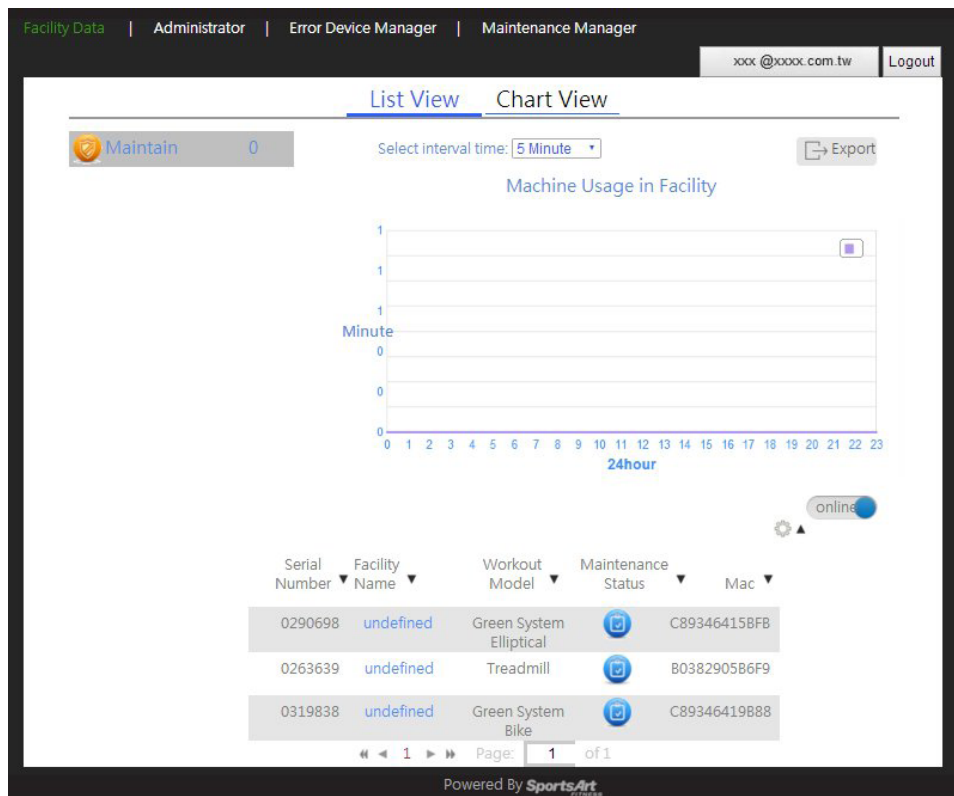 Facility Data | Administrator | Error Device Manager | Maintenance Manager
xxx @xxxx.com.tw Logout
List View Chart View
Maintain 0
Select interval time: 5 Minute
Export
Machine Usage in Facility
1
1
1
Minute
0
0
0
0 1 2 3 4 5 6 7 8 9 10 11 12 13 14 15 16 17 18 19 20 21 22 23
24hour
online
Serial Number Facility Name Workout Model Maintenance Status Mac
0290698 undefined Green System Elliptical C89346415BFB
0263639 undefined Treadmill B0382905B6F9
0319838 undefined Green System Bike C89346419B88
1 Page: 1 of 1
Powered By SportsArt
FITNESS